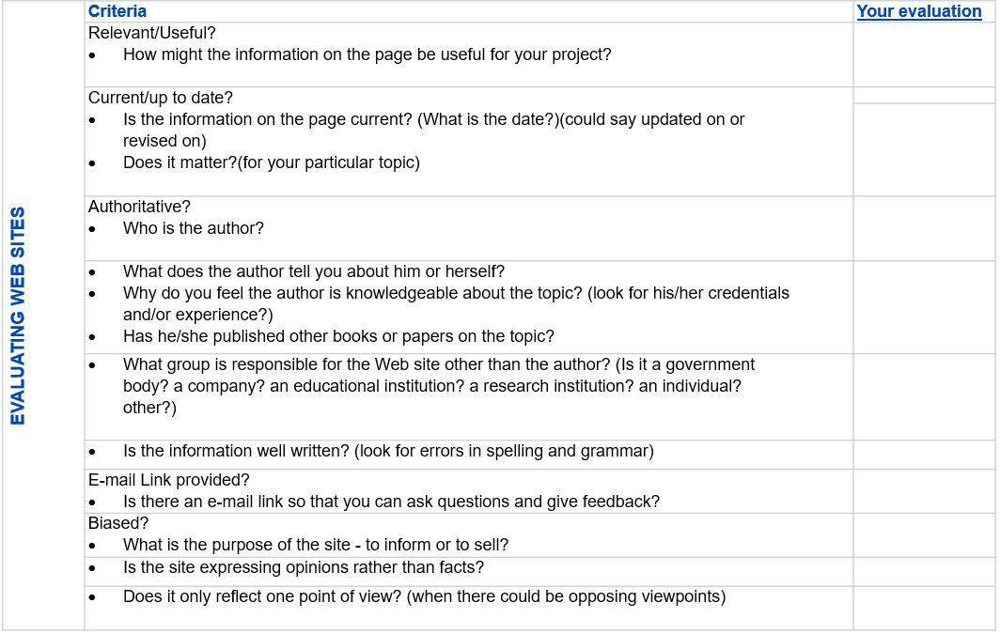 Criteria
Your evaluation
EVALUATING WEB SITES
Relevant/Useful?
• How might the information on the page be useful for your project?
Current/up to date?
• Is the information on the page current? (What is the date?)(could say updated on or
revised on)
• Does it matter?(for your particular topic)
Authoritative?
• Who is the author?
• What does the author tell you about him or herself?
• Why do you feel the author is knowledgeable about the topic? (look for his/her credentials
and/or experience?)
• Has he/she published other books or papers on the topic?
• What group is responsible for the Web site other than the author? (Is it a government
body? a company? an educational institution? a research institution? an individual?
other?)
• Is the information well written? (look for errors in spelling and grammar)
E-mail Link provided?
• Is there an e-mail link so that you can ask questions and give feedback?
Biased?
• What is the purpose of the site - to inform or to sell?
• Is the site expressing opinions rather than facts?
• Does it only reflect one point of view? (when there could be opposing viewpoints)